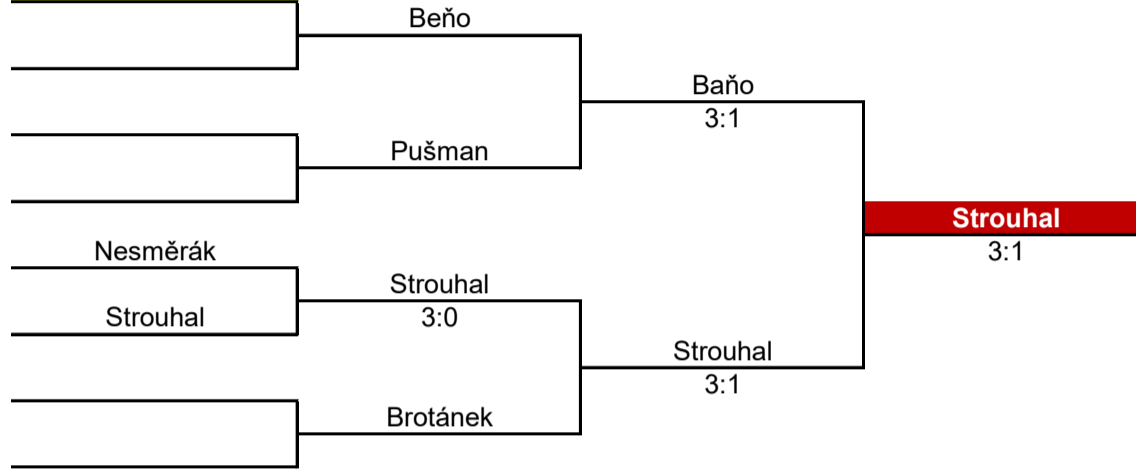 Beňo
Baňo
3:1
Pušman
Strouhal
3:1
Nesměrák
Strouhal
3:0
Strouhal
Strouhal
3:1
Brotánek